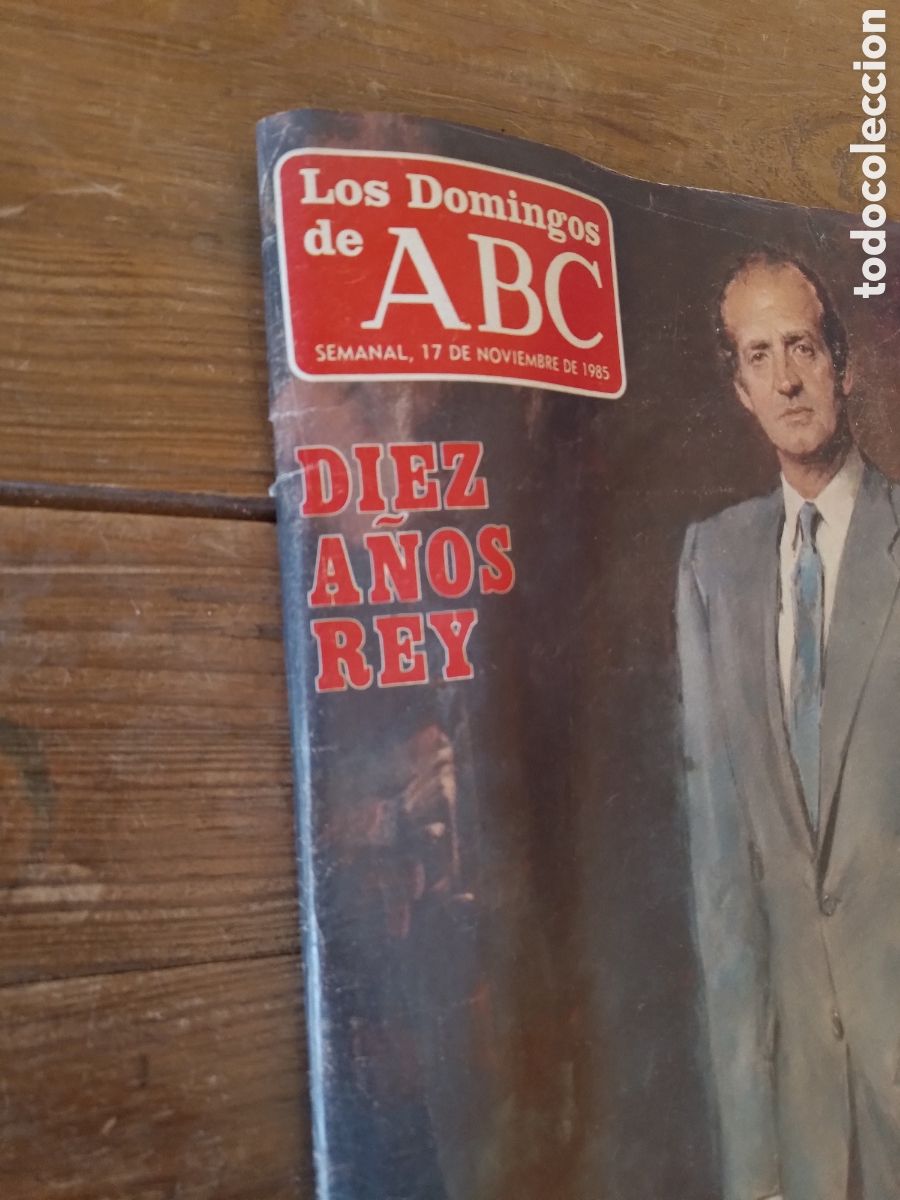 Los Domingos
de ABC
SEMANAL, 17 DE NOVIEMBRE DE 1985
DIEZ
AÑOS
REY
todocoleccion